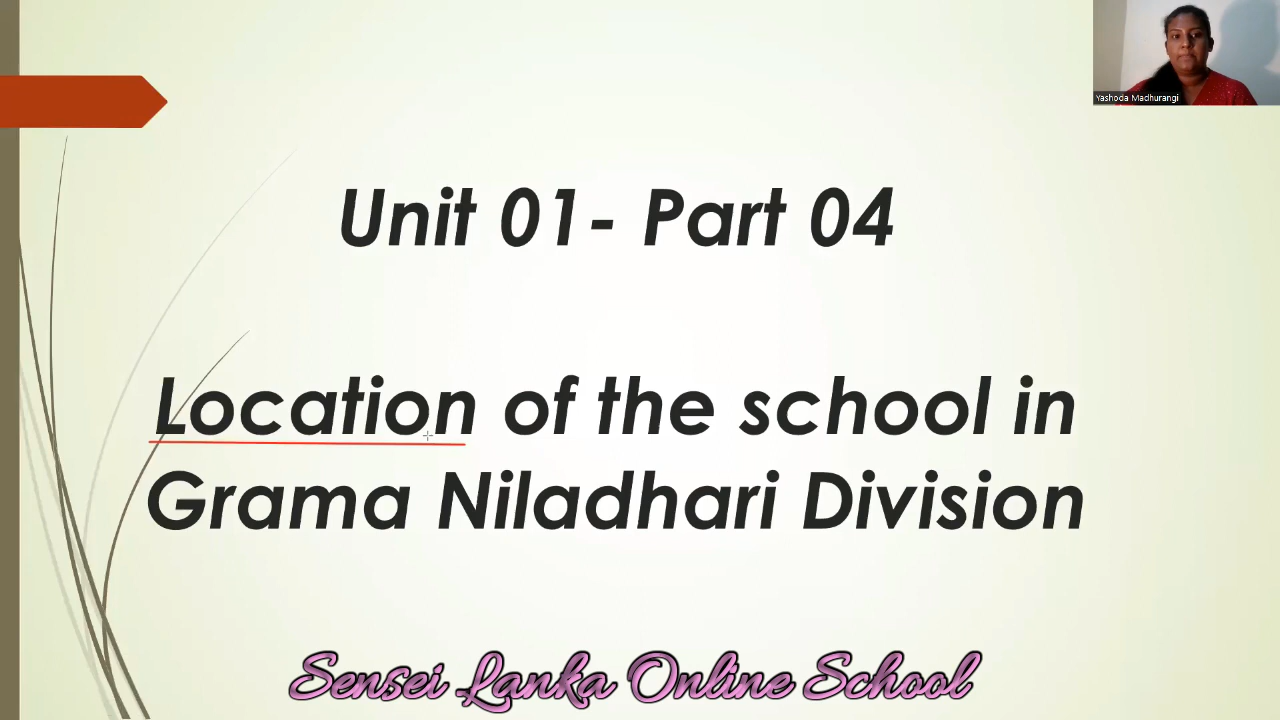 Yashoda Madhurangi
Unit 01- Part 04
Location of the school in
Grama Niladhari Division
Sensei Lanka Online School